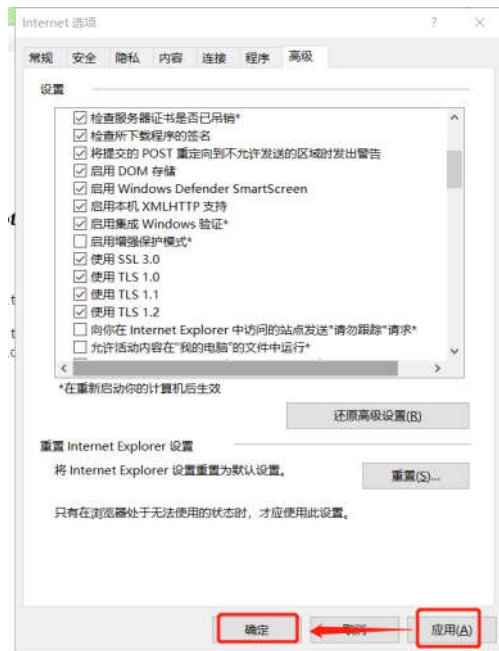 Internet 选项
常规 安全 隐私 内容 连接 程序 高级
设置
检查服务器证书是否已吊销*
检查所下载程序的签名
将提交的 POST 重定向到不允许发送的区域时发出警告
启用 DOM 存储
启用 Windows Defender SmartScreen
启用本机 XMLHTTP 支持
启用集成 Windows 验证*
启用增强保护模式*
使用 SSL 3.0
使用 TLS 1.0
使用 TLS 1.1
使用 TLS 1.2
向你在 Internet Explorer 中访问的站点发送"请勿跟踪"请求*
允许活动内容在"我的电脑"的文件中运行*
*在重新启动你的计算机后生效
还原高级设置(R)
重置 Internet Explorer 设置
将 Internet Explorer 设置重置为默认设置。
重置(S)...
只有在浏览器处于无法使用的状态时，才应使用此设置。
确定 取消 应用(A)